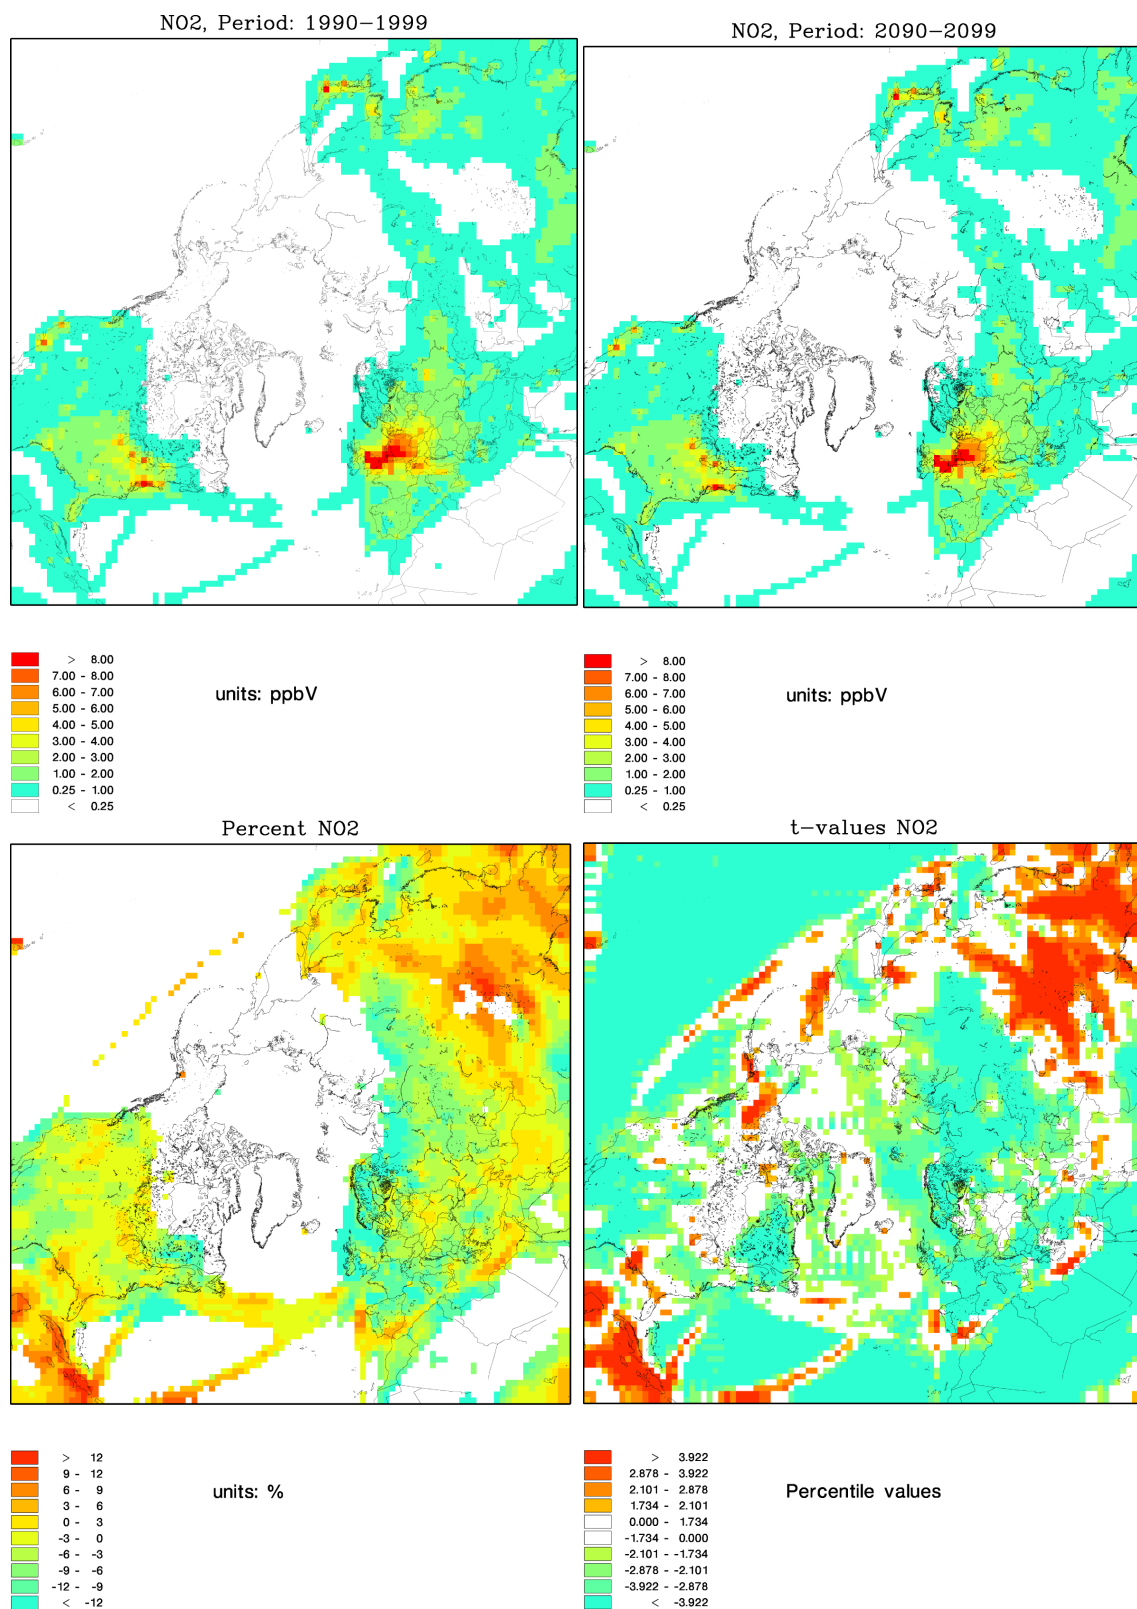 NO2, Period: 1990-1999
NO2, Period: 2090-2099
> 8.00
7.00 - 8.00
6.00 - 7.00
5.00 - 6.00
4.00 - 5.00
3.00 - 4.00
2.00 - 3.00
1.00 - 2.00
0.25 - 1.00
< 0.25
units: ppbV
> 8.00
7.00 - 8.00
6.00 - 7.00
5.00 - 6.00
4.00 - 5.00
3.00 - 4.00
2.00 - 3.00
1.00 - 2.00
0.25 - 1.00
< 0.25
units: ppbV
Percent NO2
t-values NO2
> 12
9 - 12
6 - 9
3 - 6
0 - 3
-3 - 0
-6 - -3
-9 - -6
-12 - -9
< -12
units: %
> 3.922
2.878 - 3.922
2.101 - 2.878
1.734 - 2.101
0.000 - 1.734
-1.734 - 0.000
-2.101 - -1.734
-2.878 - -2.101
-3.922 - -2.878
< -3.922
Percentile values